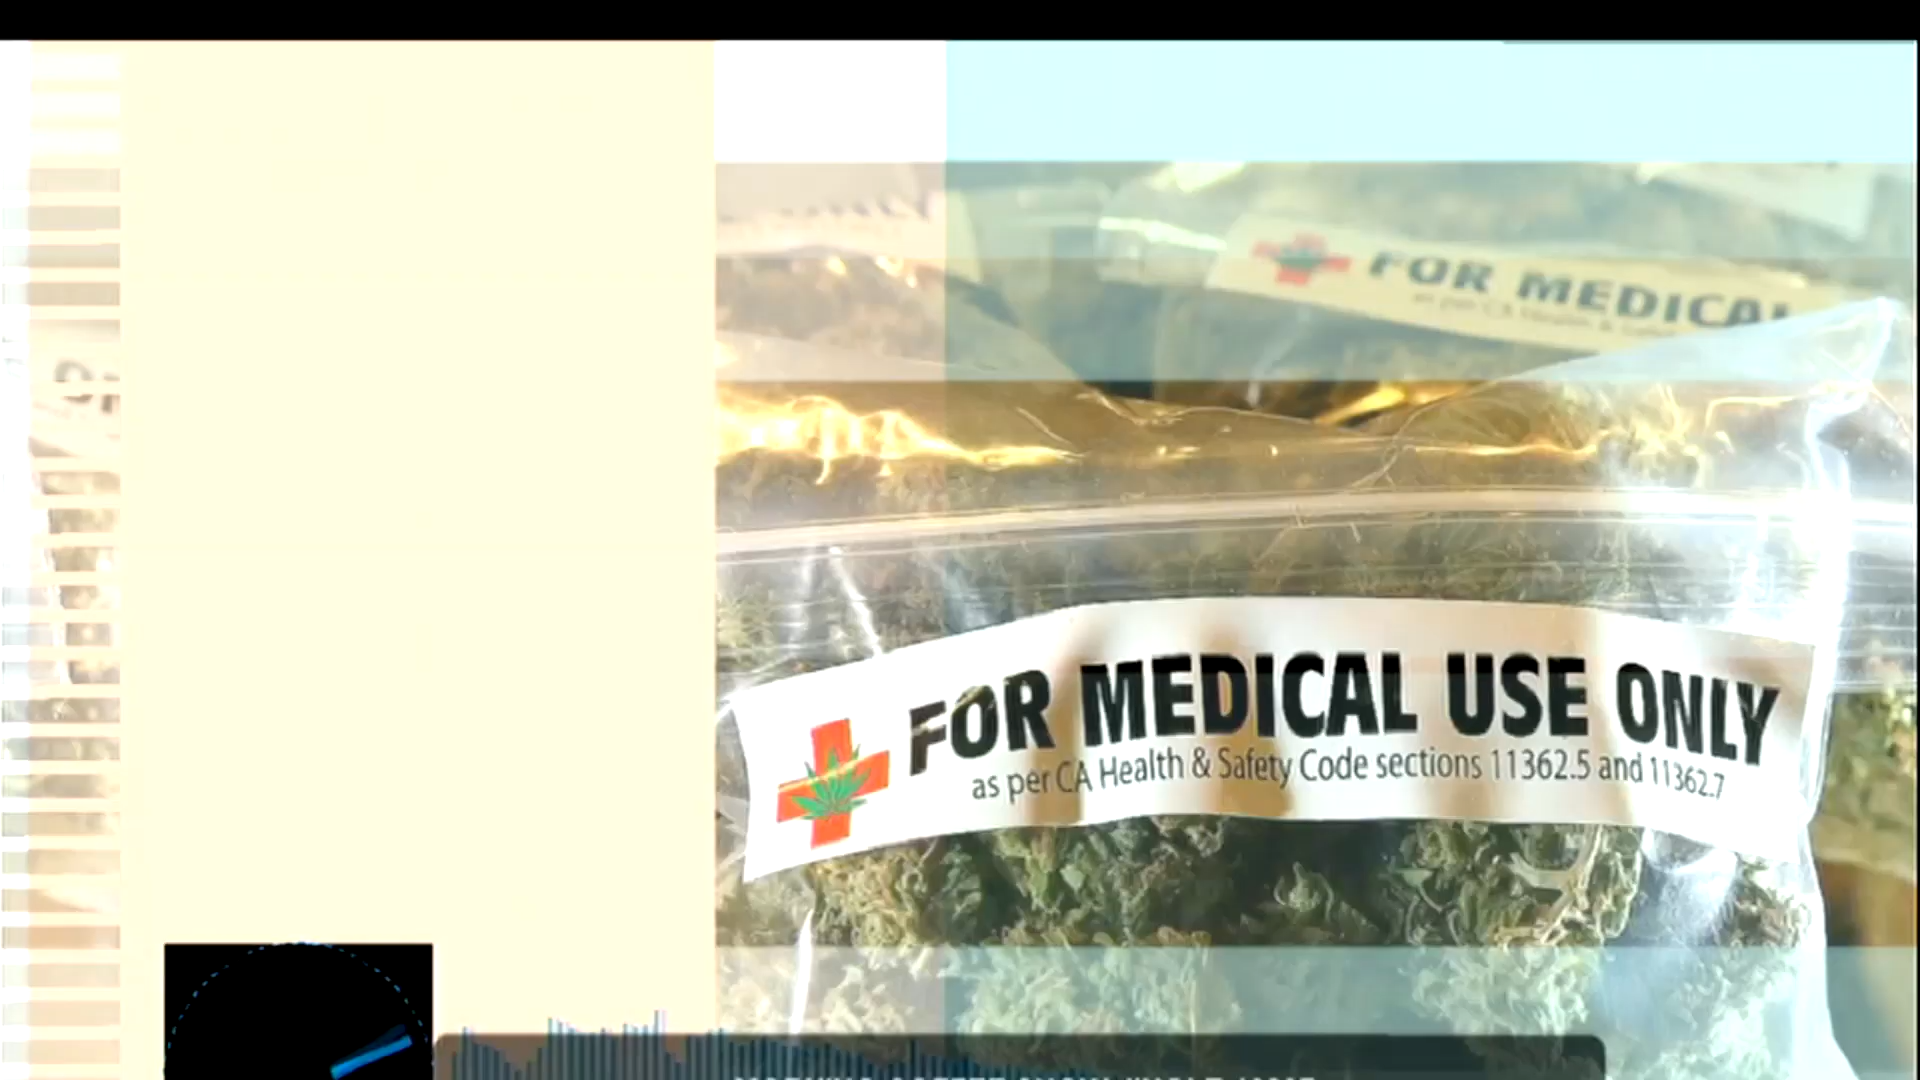 FOR MEDICAL
FOR MEDICAL USE ONLY
as per CA Health & Safety Code sections 11362.5 and 11362.7